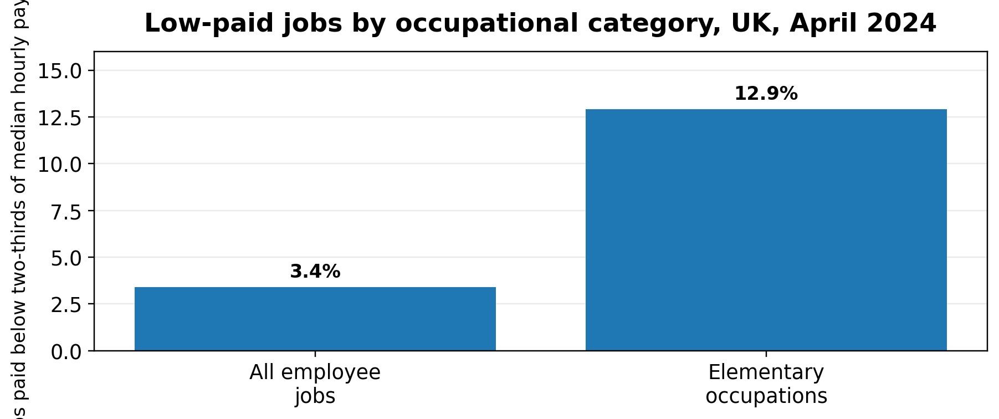 Low-paid jobs by occupational category, UK, April 2024
paid below two-thirds of median hourly pay
15.0
12.5
10.0
7.5
5.0
2.5
0.0
3.4%
12.9%
All employee
jobs
Elementary
occupations